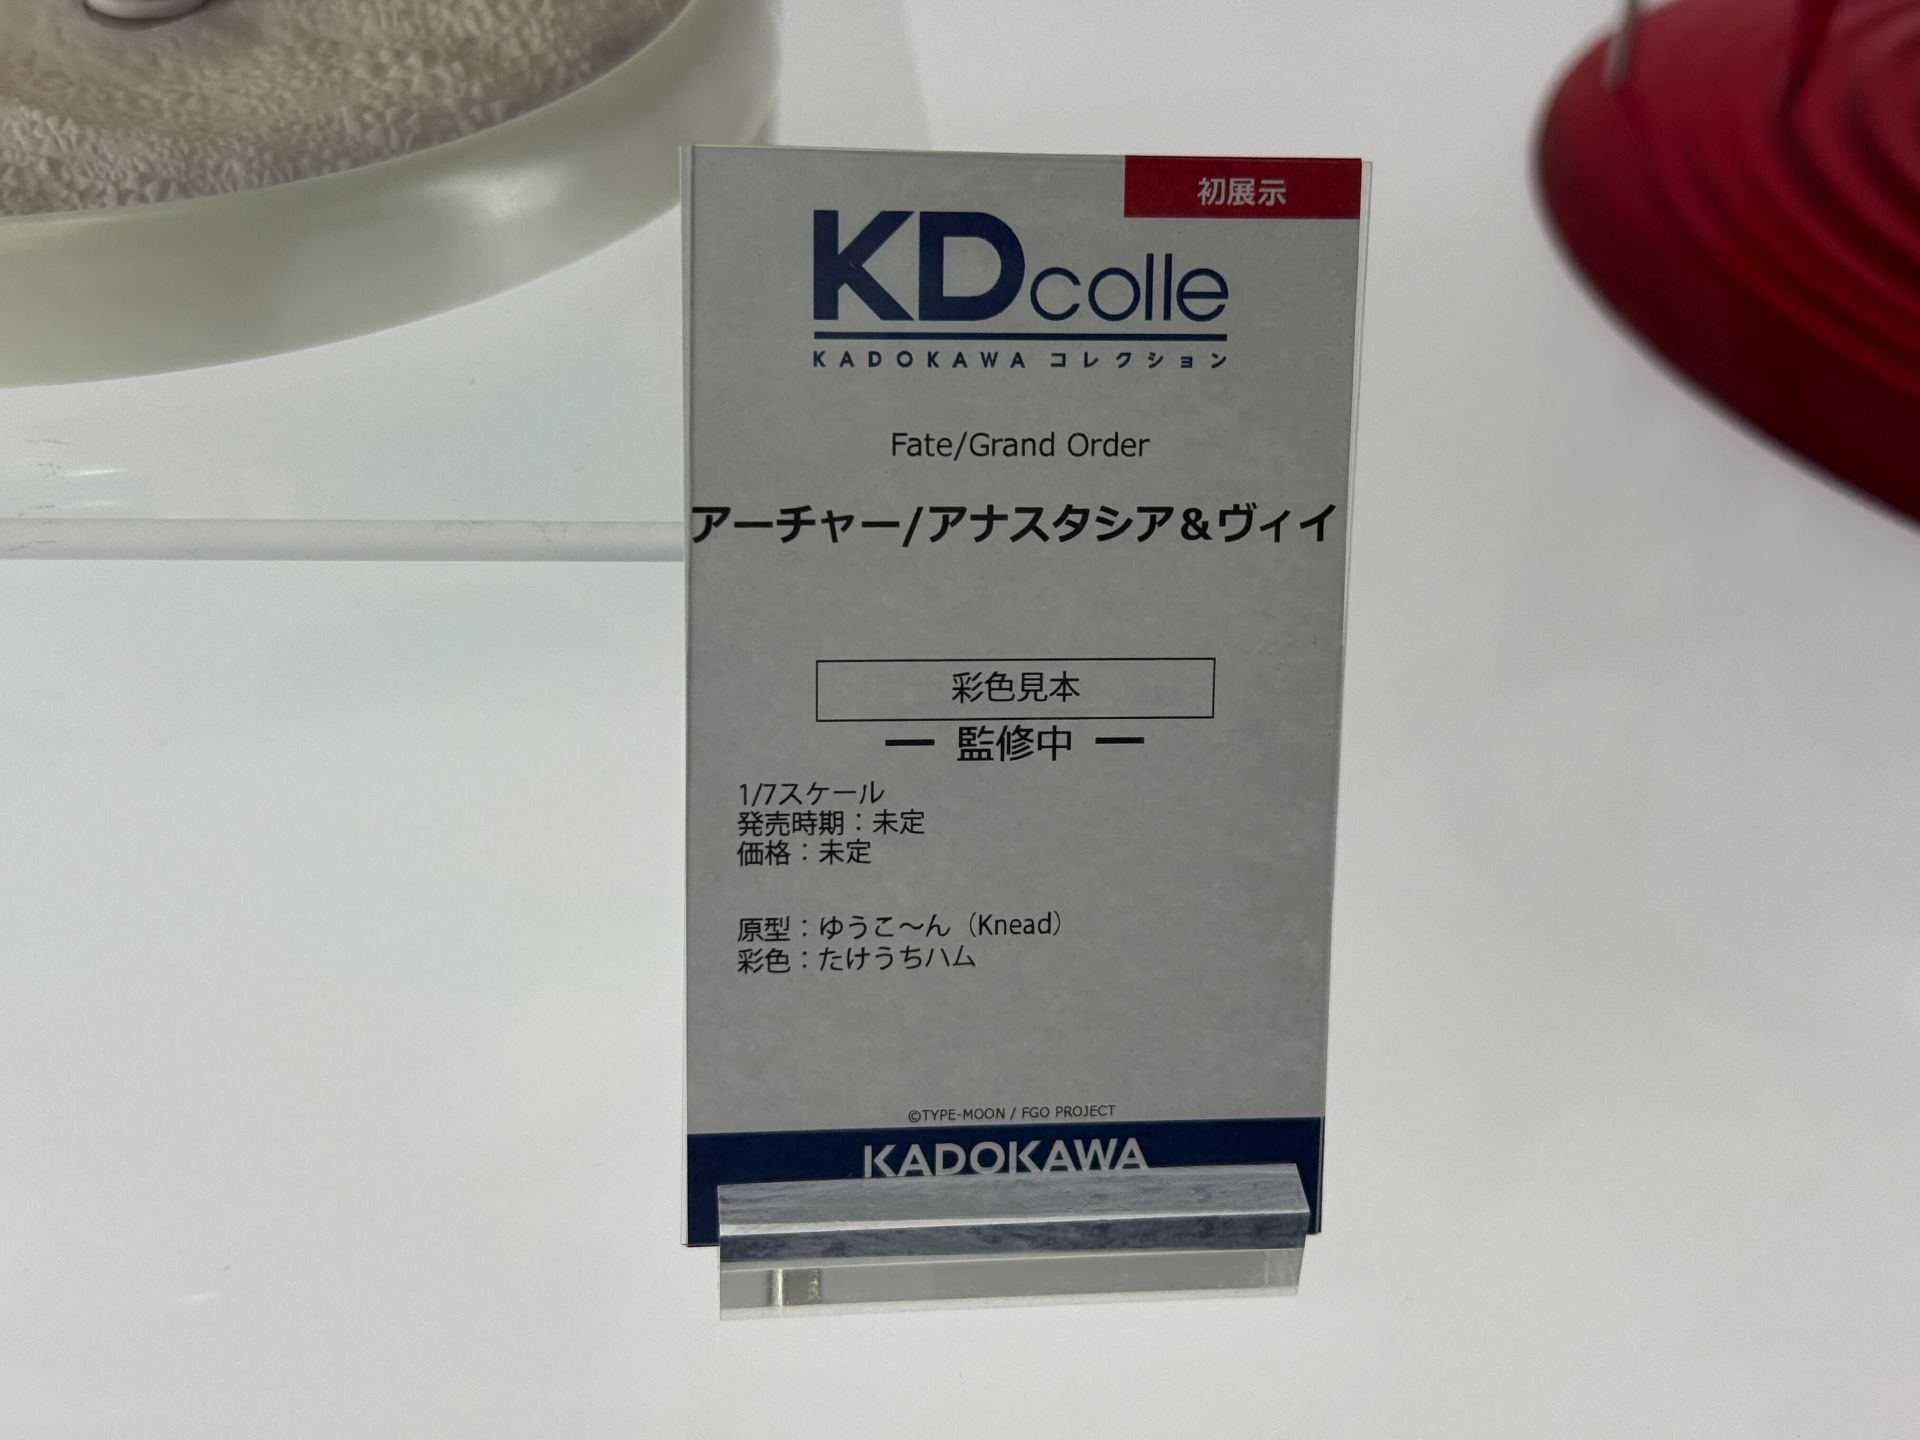 初展示
KDcolle
KADOKAWA コレクション
Fate/Grand Order
アーチャー/アナスタシア&ヴィイ
彩色見本
ー 監修中 ー
1/7スケール
発売時期：未定
価格：未定
原型：ゆうこ〜ん（Knead）
彩色：たけうちハム
©TYPE-MOON / FGO PROJECT
KADOKAWA